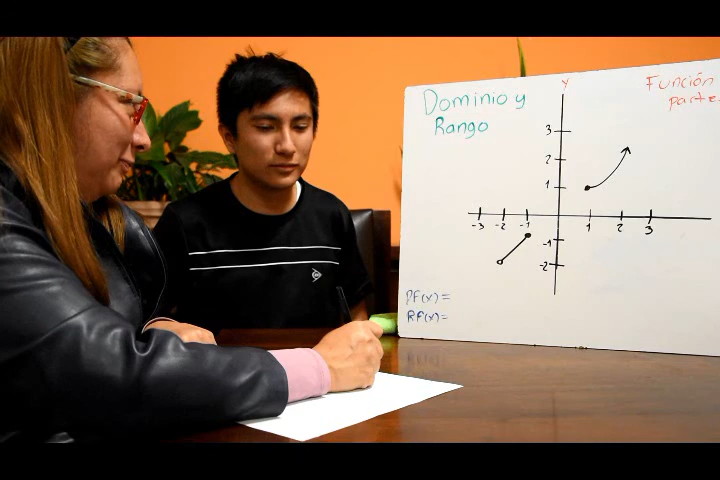 Dominio y
Rango
Función
parte
y
3
2
1
-3 -2 -1 1 2 3
-1
-2
DF(x)=
RF(x)=